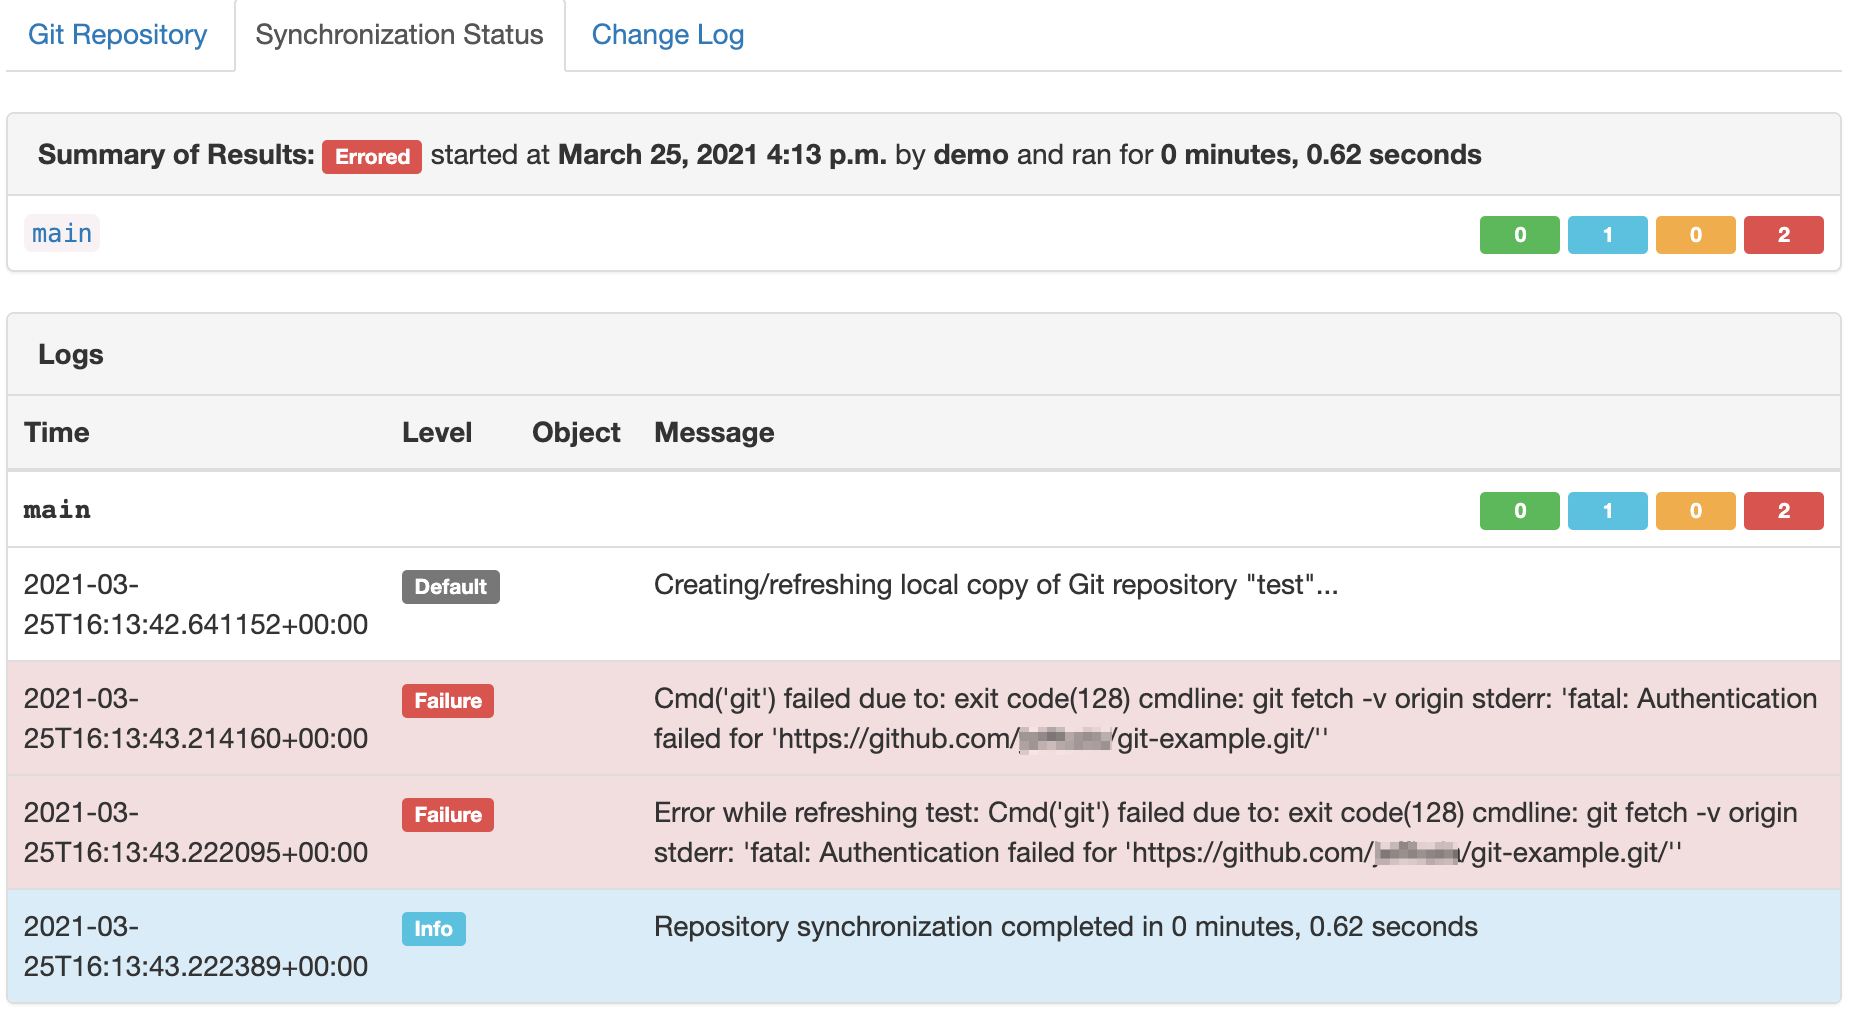 Git Repository Synchronization Status Change Log
Summary of Results: Errored started at March 25, 2021 4:13 p.m. by demo and ran for 0 minutes, 0.62 seconds
main 0 1 0 2
Logs
Time Level Object Message
main 0 1 0 2
2021-03-
25T16:13:42.641152+00:00 Default Creating/refreshing local copy of Git repository "test"...
2021-03- Failure Cmd('git') failed due to: exit code(128) cmdline: git fetch -v origin stderr: 'fatal: Authentication
25T16:13:43.214160+00:00 failed for 'https://github.com/ /git-example.git/''
2021-03- Failure Error while refreshing test: Cmd('git') failed due to: exit code(128) cmdline: git fetch -v origin
25T16:13:43.222095+00:00 stderr: 'fatal: Authentication failed for 'https://github.com/ /git-example.git/''
2021-03- Info Repository synchronization completed in 0 minutes, 0.62 seconds
25T16:13:43.222389+00:00